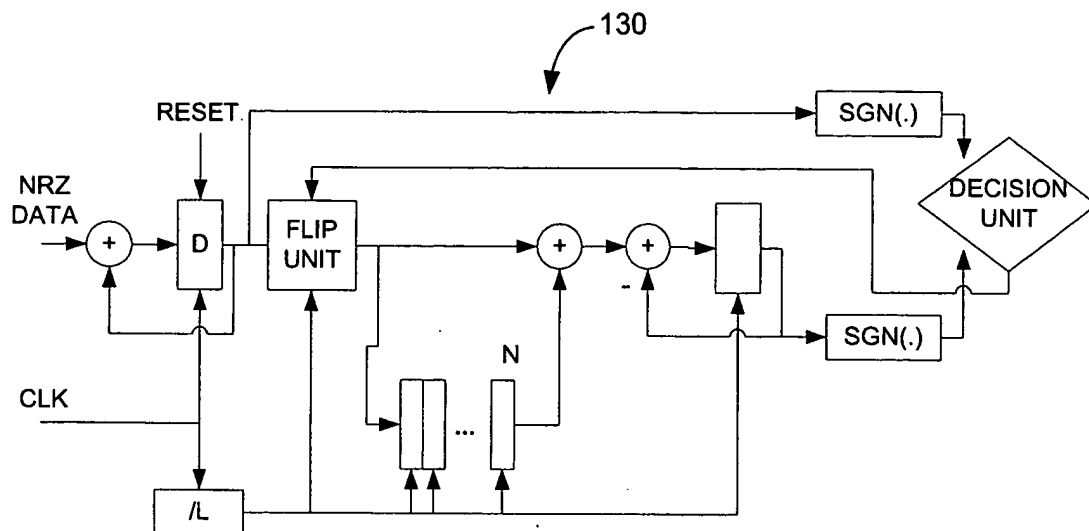 130
SGN(.)
RESET
NRZ
DATA
+
D
FLIP
UNIT
+
+
-
DECISION
UNIT
SGN(.)
N
...
CLK
/L